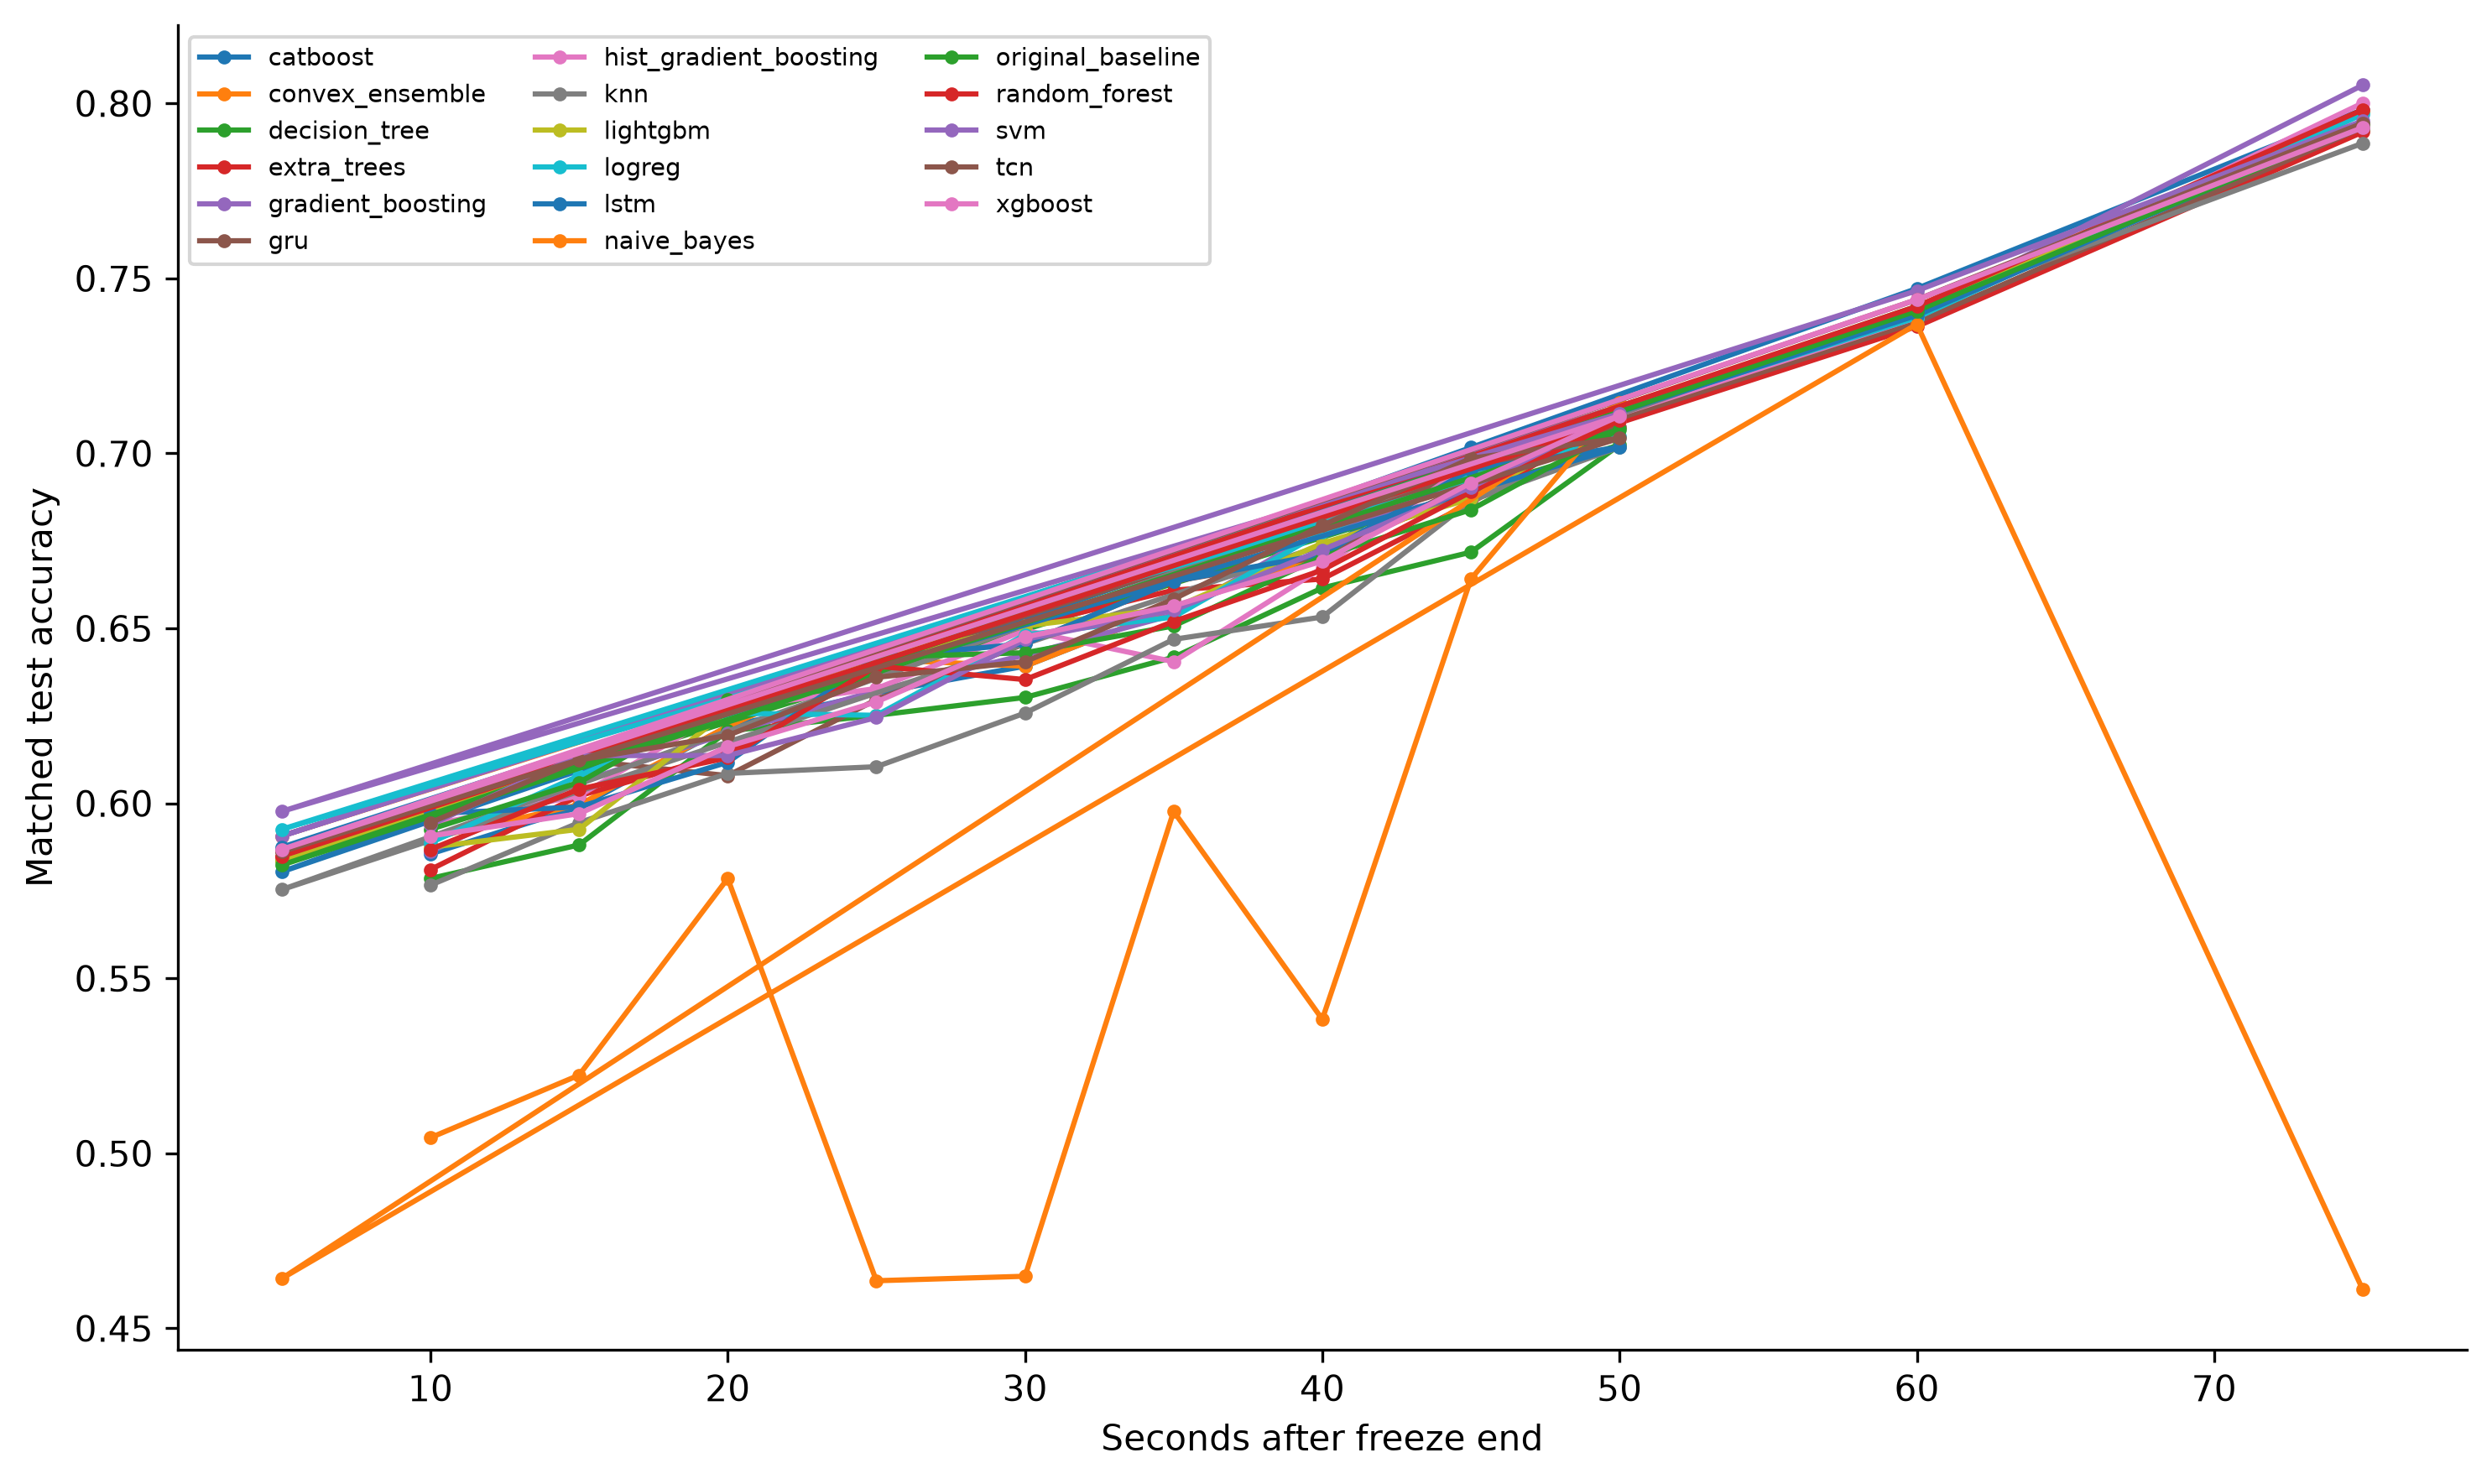 catboost
convex_ensemble
decision_tree
extra_trees
gradient_boosting
gru
hist_gradient_boosting
knn
lightgbm
logreg
lstm
naive_bayes
original_baseline
random_forest
svm
tcn
xgboost
Matched test accuracy
0.80
0.75
0.70
0.65
0.60
0.55
0.50
0.45
10 20 30 40 50 60 70
Seconds after freeze end